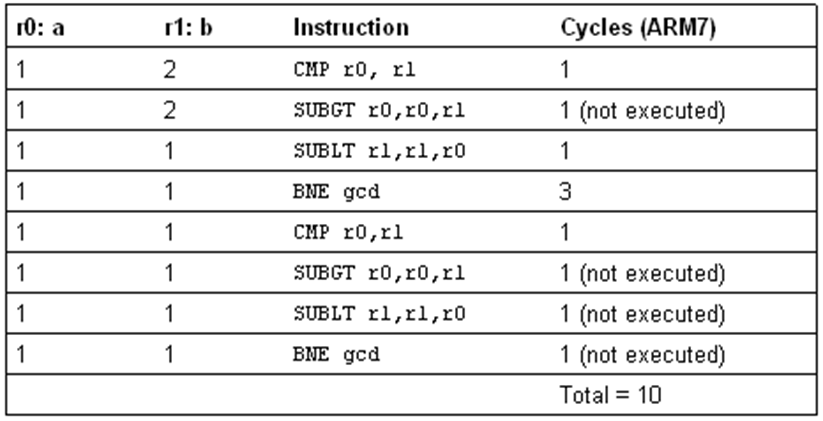 r0: a r1: b Instruction Cycles (ARM7)
1 2 CMP r0, r1 1
1 2 SUBGT r0,r0,r1 1 (not executed)
1 1 SUBLT r1,r1,r0 1
1 1 BNE gcd 3
1 1 CMP r0,r1 1
1 1 SUBGT r0,r0,r1 1 (not executed)
1 1 SUBLT r1,r1,r0 1 (not executed)
1 1 BNE gcd 1 (not executed)
Total = 10